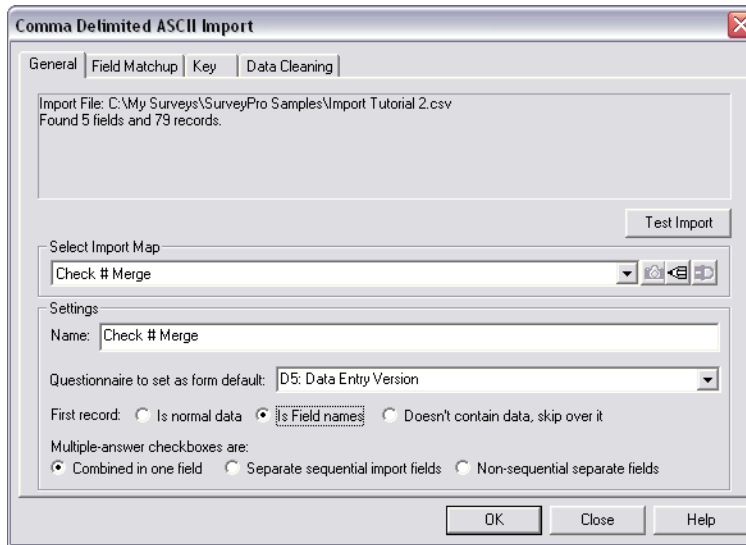 Comma Delimited ASCII Import
General Field Matchup Key Data Cleaning
Import File: C:\My Surveys\SurveyPro Samples\Import Tutorial 2.csv
Found 5 fields and 79 records.
Test Import
Select Import Map
Check # Merge
Settings
Name: Check # Merge
Questionnaire to set as form default: D5: Data Entry Version
First record: Is normal data Is Field names Doesn't contain data, skip over it
Multiple-answer checkboxes are:
Combined in one field Separate sequential import fields Non-sequential separate fields
OK Close Help